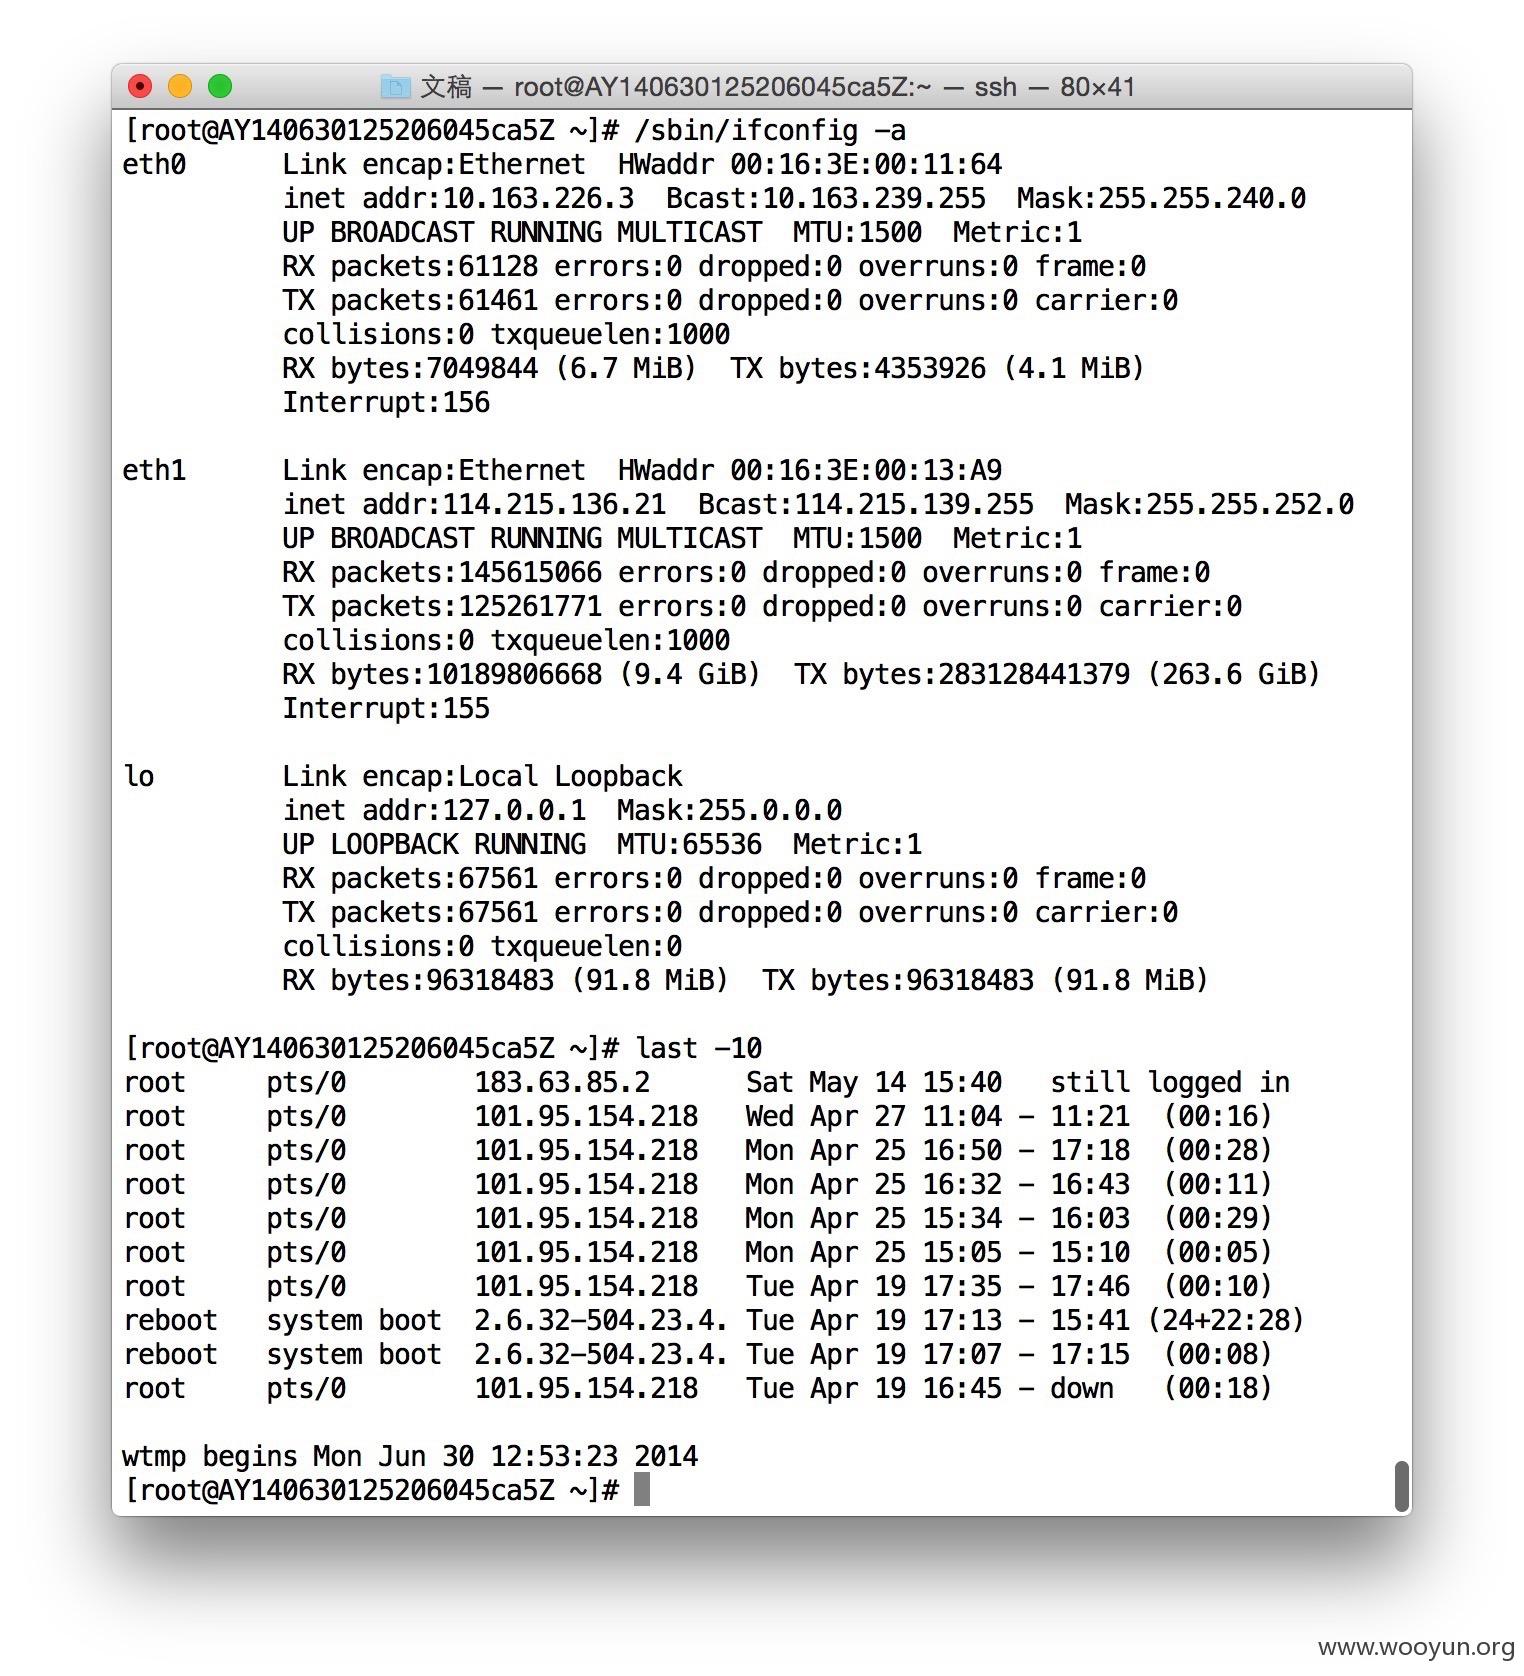 文稿 — root@AY140630125206045ca5Z:~ — ssh — 80×41
[root@AY140630125206045ca5Z ~]# /sbin/ifconfig -a
eth0      Link encap:Ethernet  HWaddr 00:16:3E:00:11:64
          inet addr:10.163.226.3  Bcast:10.163.239.255  Mask:255.255.240.0
          UP BROADCAST RUNNING MULTICAST  MTU:1500  Metric:1
          RX packets:61128 errors:0 dropped:0 overruns:0 frame:0
          TX packets:61461 errors:0 dropped:0 overruns:0 carrier:0
          collisions:0 txqueuelen:1000
          RX bytes:7049844 (6.7 MiB)  TX bytes:4353926 (4.1 MiB)
          Interrupt:156
eth1      Link encap:Ethernet  HWaddr 00:16:3E:00:13:A9
          inet addr:114.215.136.21  Bcast:114.215.139.255  Mask:255.255.252.0
          UP BROADCAST RUNNING MULTICAST  MTU:1500  Metric:1
          RX packets:145615066 errors:0 dropped:0 overruns:0 frame:0
          TX packets:125261771 errors:0 dropped:0 overruns:0 carrier:0
          collisions:0 txqueuelen:1000
          RX bytes:10189806668 (9.4 GiB)  TX bytes:283128441379 (263.6 GiB)
          Interrupt:155
lo        Link encap:Local Loopback
          inet addr:127.0.0.1  Mask:255.0.0.0
          UP LOOPBACK RUNNING  MTU:65536  Metric:1
          RX packets:67561 errors:0 dropped:0 overruns:0 frame:0
          TX packets:67561 errors:0 dropped:0 overruns:0 carrier:0
          collisions:0 txqueuelen:0
          RX bytes:96318483 (91.8 MiB)  TX bytes:96318483 (91.8 MiB)
[root@AY140630125206045ca5Z ~]# last -10
root     pts/0        183.63.85.2      Sat May 14 15:40   still logged in
root     pts/0        101.95.154.218   Wed Apr 27 11:04 - 11:21  (00:16)
root     pts/0        101.95.154.218   Mon Apr 25 16:50 - 17:18  (00:28)
root     pts/0        101.95.154.218   Mon Apr 25 16:32 - 16:43  (00:11)
root     pts/0        101.95.154.218   Mon Apr 25 15:34 - 16:03  (00:29)
root     pts/0        101.95.154.218   Mon Apr 25 15:05 - 15:10  (00:05)
root     pts/0        101.95.154.218   Tue Apr 19 17:35 - 17:46  (00:10)
reboot   system boot  2.6.32-504.23.4. Tue Apr 19 17:13 - 15:41 (24+22:28)
reboot   system boot  2.6.32-504.23.4. Tue Apr 19 17:07 - 17:15  (00:08)
root     pts/0        101.95.154.218   Tue Apr 19 16:45 - down   (00:18)
wtmp begins Mon Jun 30 12:53:23 2014
[root@AY140630125206045ca5Z ~]#
www.wooyun.org